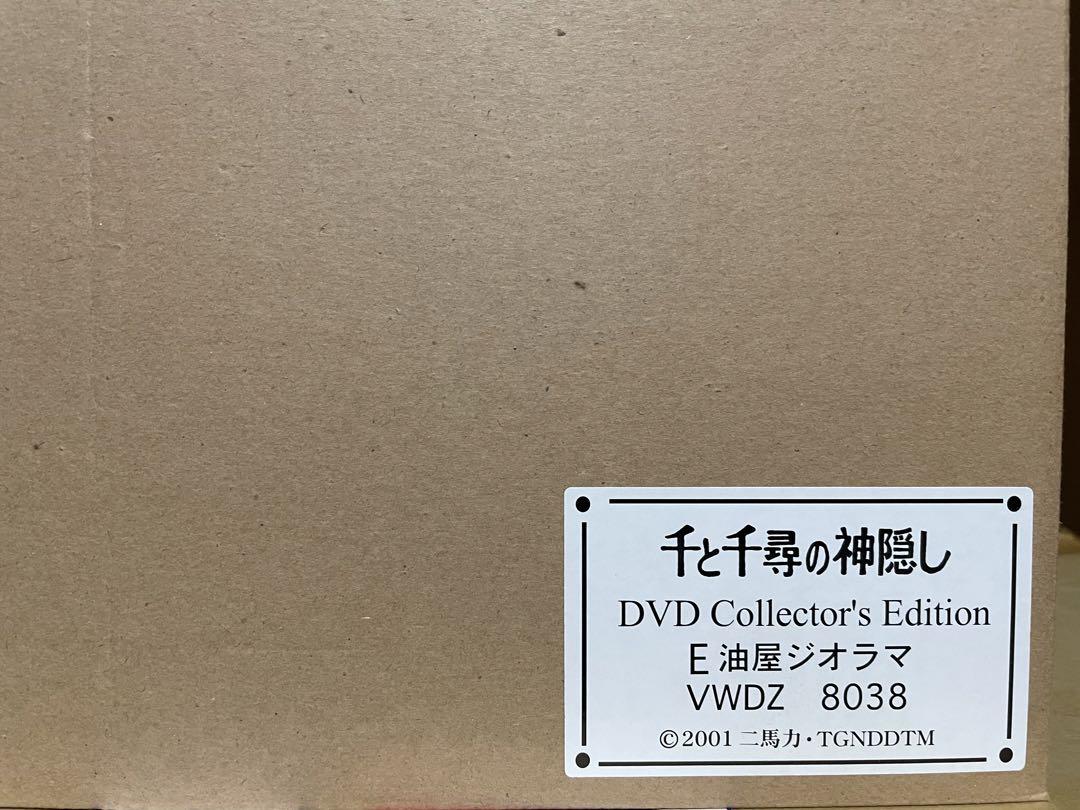 千と千尋の神隠し
DVD Collector's Edition
E 油屋ジオラマ
VWDZ 8038
©2001 二馬力・TGNDDTM